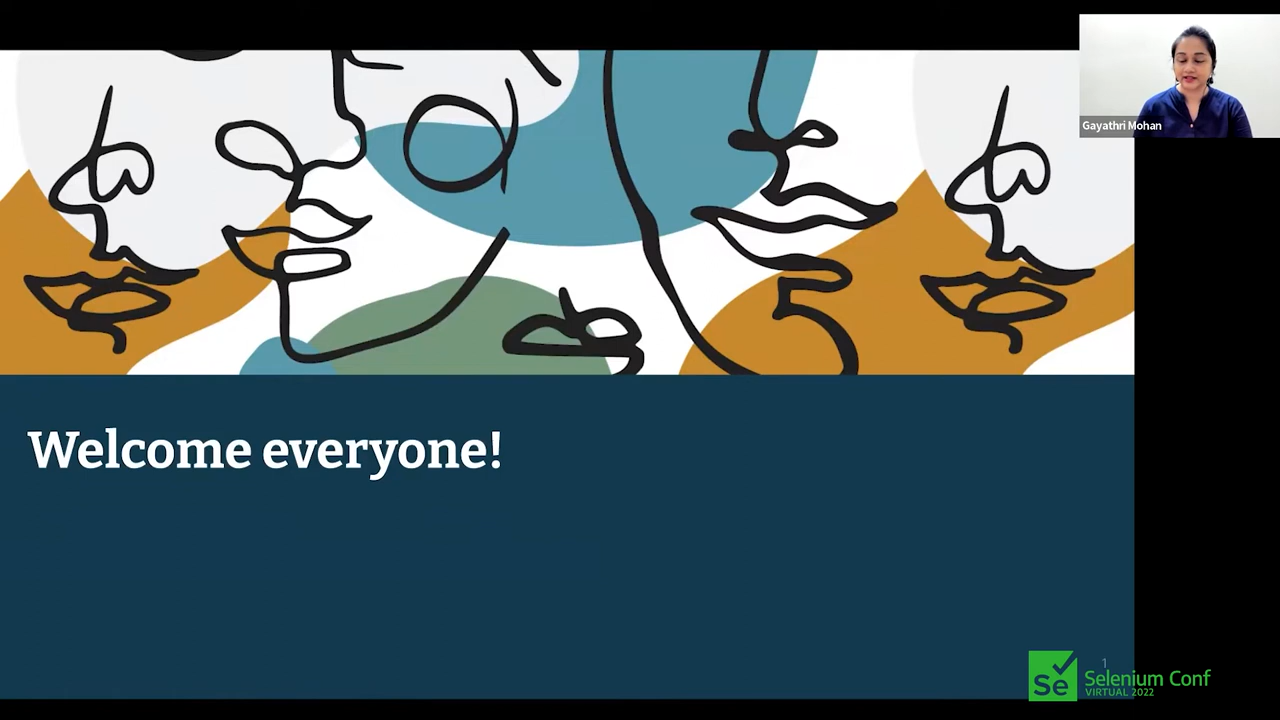 Gayathri Mohan
Welcome everyone!
1
Se
Selenium Conf
VIRTUAL 2022